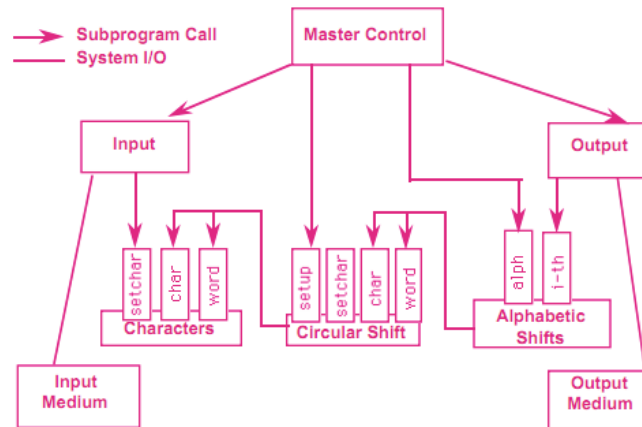 Subprogram Call
System I/O
Master Control
Input
Output
setchar
char
word
setup
setchar
char
word
alph
i-th
Characters
Circular Shift
Alphabetic
Shifts
Input
Medium
Output
Medium